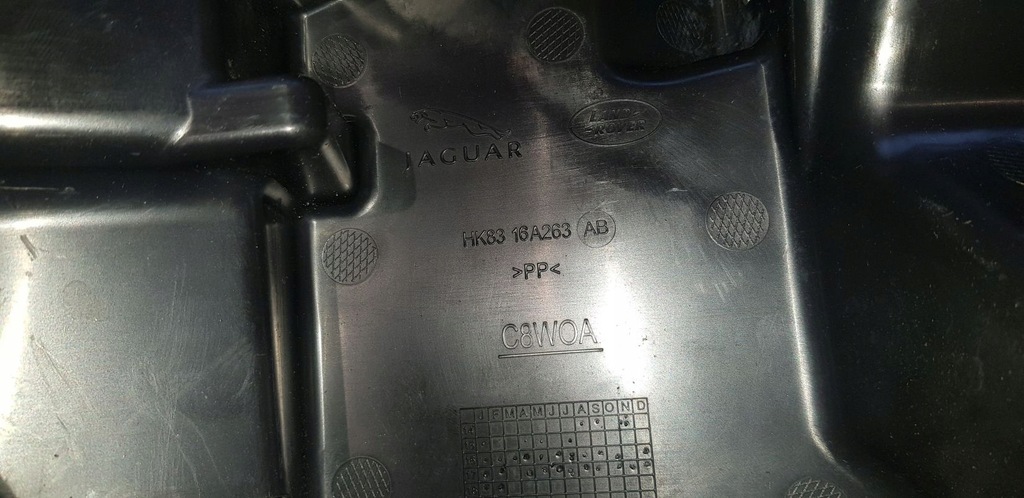 LAND
ROVER
JAGUAR
HK83 16A263 AB
>PP<
C8WOA
J F M A M J J A S O N D